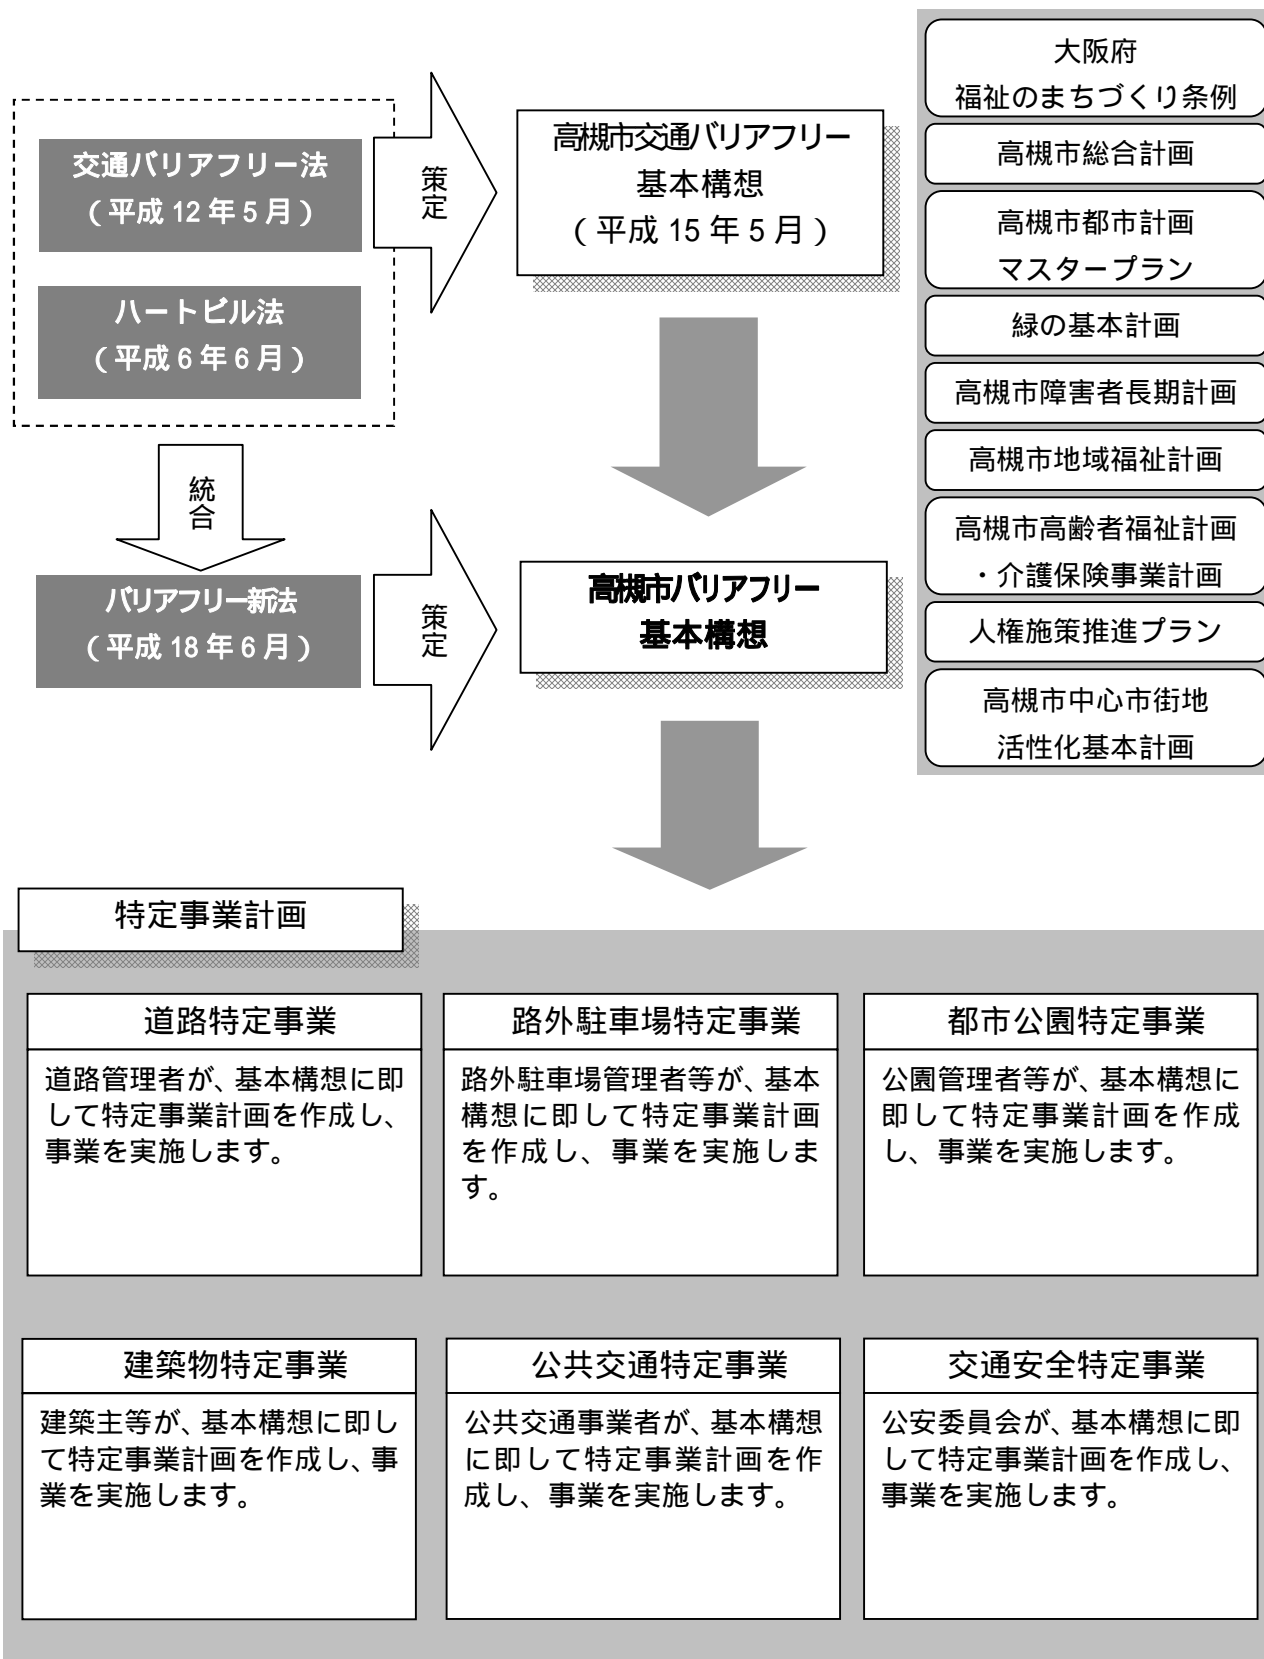 交通バリアフリー法
（平成 12 年 5 月）
ハートビル法
（平成 6 年 6 月）
策定
高槻市交通バリアフリー
基本構想
（平成 15 年 5 月）
統合
バリアフリー新法
（平成 18 年 6 月）
策定
高槻市バリアフリー
基本構想
大阪府
福祉のまちづくり条例
高槻市総合計画
高槻市都市計画
マスタープラン
緑の基本計画
高槻市障害者長期計画
高槻市地域福祉計画
高槻市高齢者福祉計画
・介護保険事業計画
人権施策推進プラン
高槻市中心市街地
活性化基本計画
特定事業計画
道路特定事業
道路管理者が、基本構想に即
して特定事業計画を作成し、
事業を実施します。
路外駐車場特定事業
路外駐車場管理者等が、基本
構想に即して特定事業計画
を作成し、事業を実施しま
す。
都市公園特定事業
公園管理者等が、基本構想に
即して特定事業計画を作成
し、事業を実施します。
建築物特定事業
建築主等が、基本構想に即し
て特定事業計画を作成し、事
業を実施します。
公共交通特定事業
公共交通事業者が、基本構想
に即して特定事業計画を作
成し、事業を実施します。
交通安全特定事業
公安委員会が、基本構想に即
して特定事業計画を作成し、
事業を実施します。